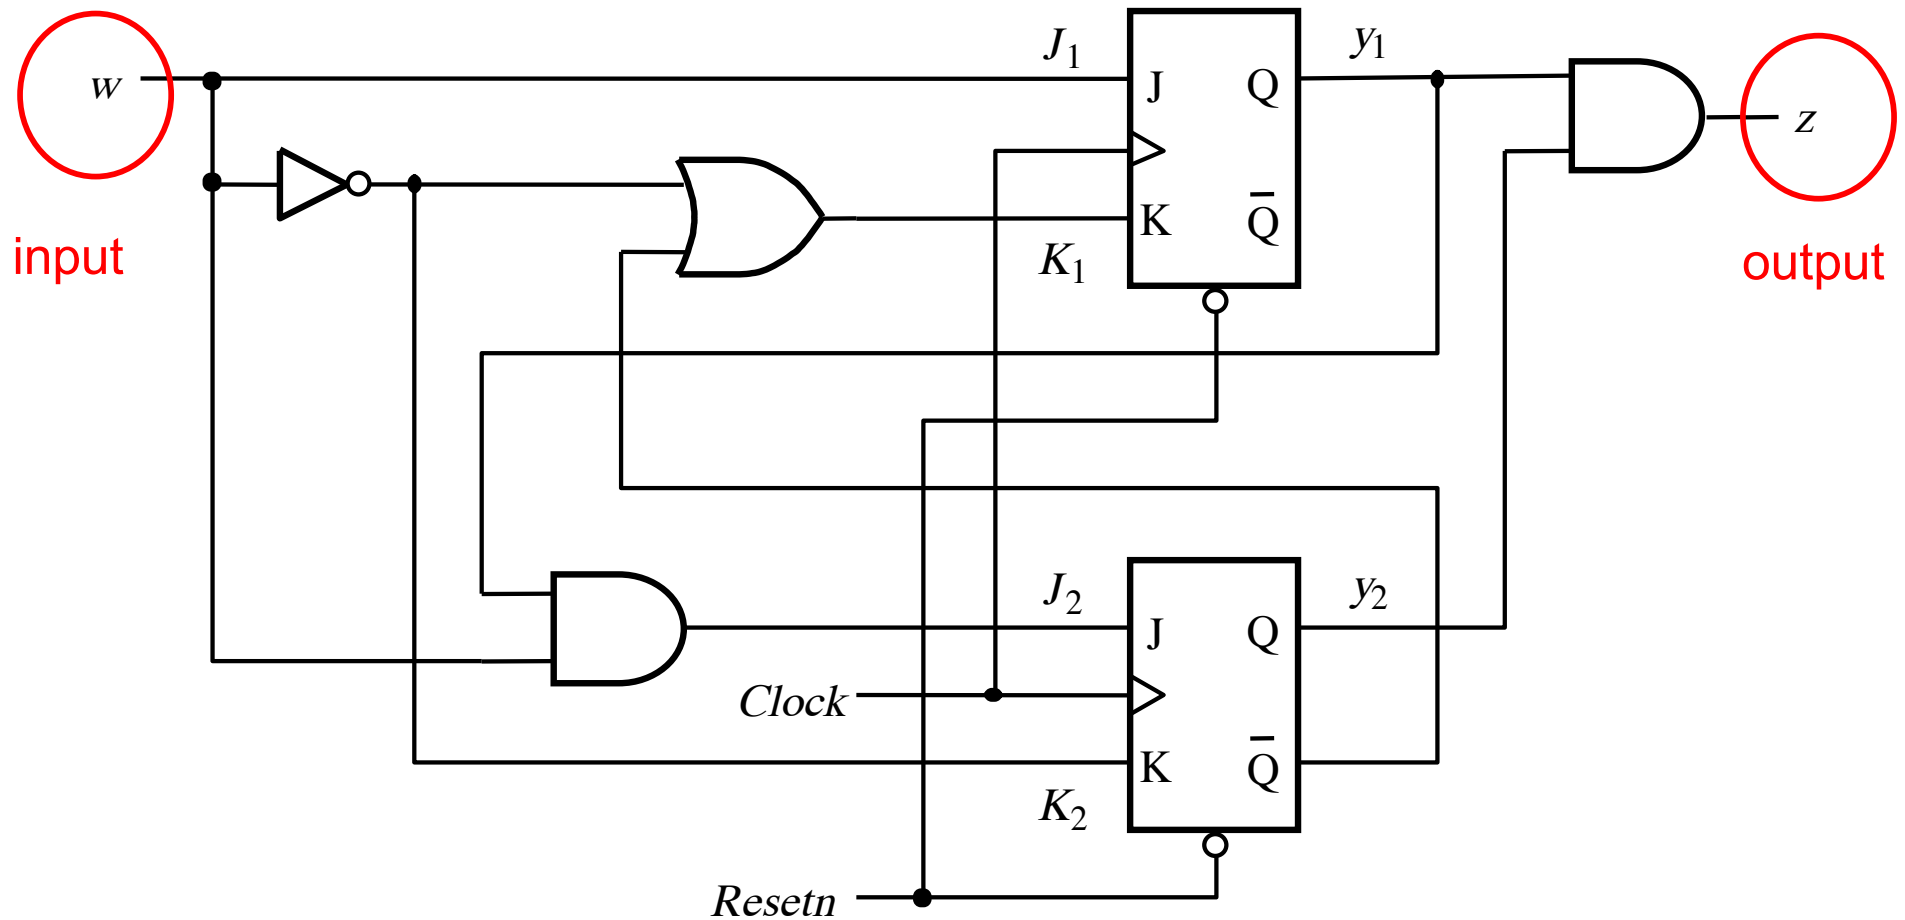 w
input
J₁
J
Q
K
Q̅
K₁
y₁
z
output
J₂
J
Q
K
Q̅
K₂
y₂
Clock
Resetn